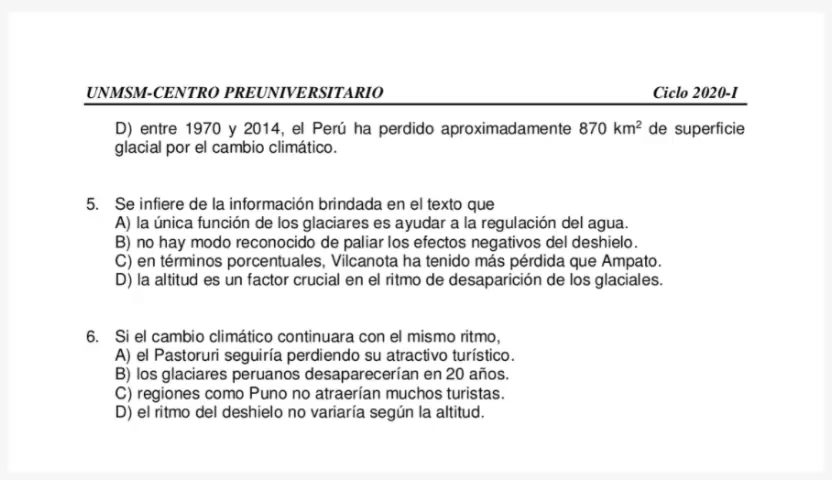 UNMSM-CENTRO PREUNIVERSITARIO Ciclo 2020-I
D) entre 1970 y 2014, el Perú ha perdido aproximadamente 870 km² de superficie
glacial por el cambio climático.
5. Se infiere de la información brindada en el texto que
A) la única función de los glaciares es ayudar a la regulación del agua.
B) no hay modo reconocido de paliar los efectos negativos del deshielo.
C) en términos porcentuales, Vilcanota ha tenido más pérdida que Ampato.
D) la altitud es un factor crucial en el ritmo de desaparición de los glaciales.
6. Si el cambio climático continuara con el mismo ritmo,
A) el Pastoruri seguiría perdiendo su atractivo turístico.
B) los glaciares peruanos desaparecerían en 20 años.
C) regiones como Puno no atraerían muchos turistas.
D) el ritmo del deshielo no variaría según la altitud.